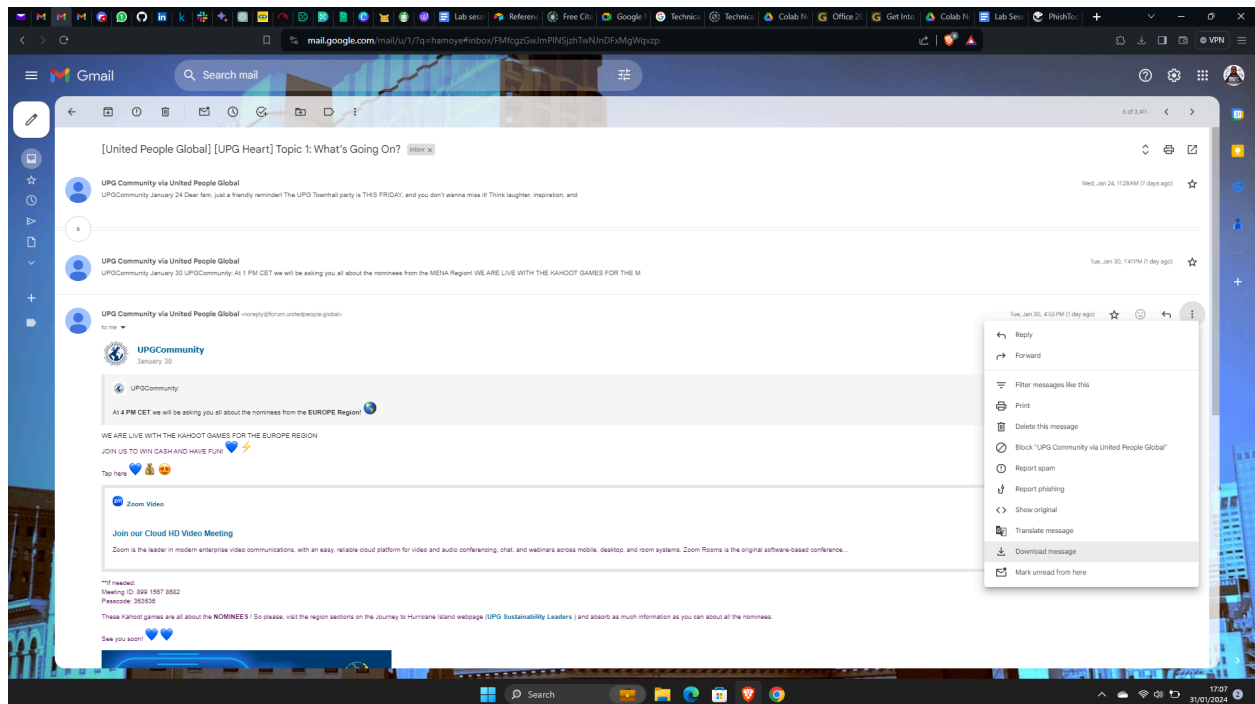 Lab sess
Referenc
Free Cita
Google
Technica
Technica
Colab N
Office 20
Get Into
Colab N
Lab Sess
PhishToo
mail.google.com/mail/u/1/?q=hamoye#inbox/FMfcgzGwJmPlNSjzhTwNJnDFxMgWqvzp
VPN
Gmail
Search mail
5 of 3,411
[United People Global] [UPG Heart] Topic 1: What's Going On? Inbox x
UPG Community via United People Global
Wed, Jan 24, 11:28 AM (7 days ago)
UPGCommunity January 24 Dear fam, just a friendly reminder! The UPG Townhall party is THIS FRIDAY, and you don't wanna miss it! Think laughter, inspiration, and
6
UPG Community via United People Global
Tue, Jan 30, 1:41 PM (1 day ago)
UPGCommunity January 30 UPGCommunity: At 1 PM CET we will be asking you all about the nominees from the MENA Region! WE ARE LIVE WITH THE KAHOOT GAMES FOR THE M
UPG Community via United People Global <noreply@forum.unitedpeople.global>
Tue, Jan 30, 4:55 PM (1 day ago)
to me
UPGCommunity
January 30
UPGCommunity:
At 4 PM CET we will be asking you all about the nominees from the EUROPE Region!
WE ARE LIVE WITH THE KAHOOT GAMES FOR THE EUROPE REGION
JOIN US TO WIN CASH AND HAVE FUN!
Tap here
zm Zoom Video
Join our Cloud HD Video Meeting
Zoom is the leader in modern enterprise video communications, with an easy, reliable cloud platform for video and audio conferencing, chat, and webinars across mobile, desktop, and room systems. Zoom Rooms is the original software-based conference...
**If needed:
Meeting ID: 899 1567 8682
Passcode: 363636
These Kahoot games are all about the NOMINEES ! So please, visit the region sections on the Journey to Hurricane Island webpage (UPG Sustainability Leaders ) and absorb as much information as you can about all the nominees.
See you soon!
Reply
Forward
Filter messages like this
Print
Delete this message
Block "UPG Community via United People Global"
Report spam
Report phishing
Show original
Translate message
Download message
Mark unread from here
Search
17:07
31/01/2024
2